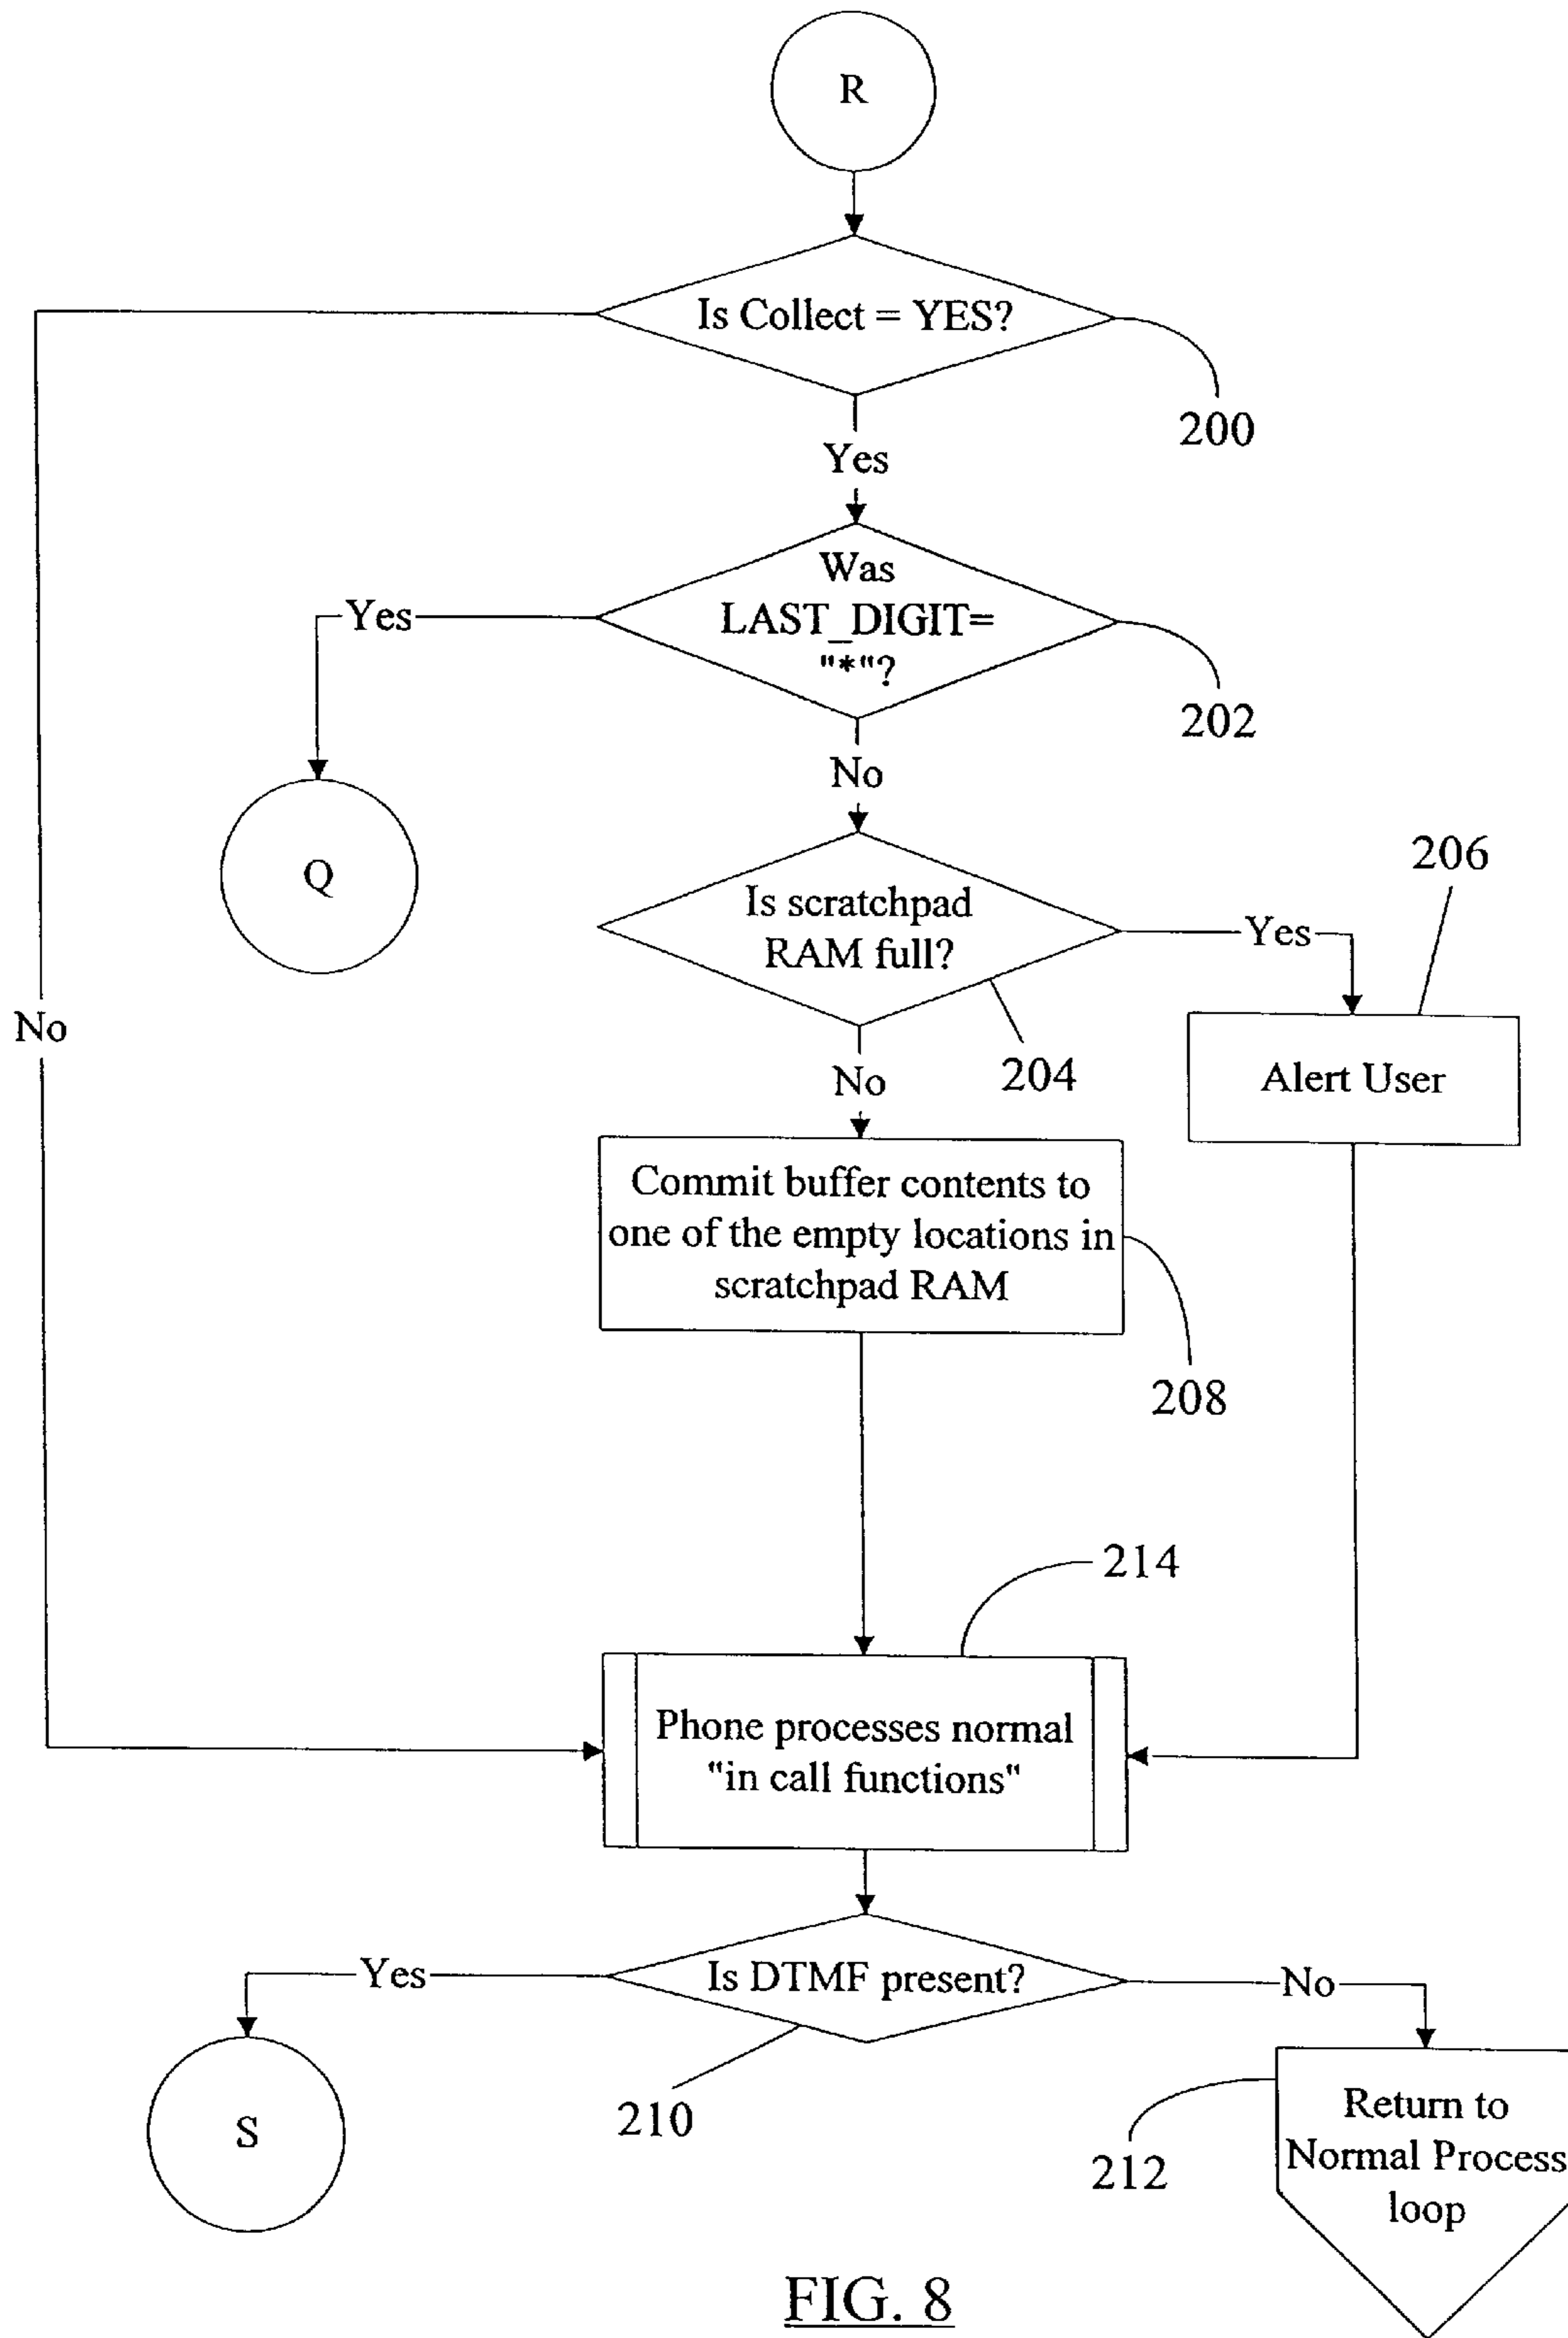 R
Is Collect = YES?
200
Yes
Was
LAST_DIGIT=
"*"?
202
Yes
No
Q
Is scratchpad
RAM full?
204
Yes
206
Alert User
No
No
Commit buffer contents to
one of the empty locations in
scratchpad RAM
208
214
Phone processes normal
"in call functions"
Is DTMF present?
210
Yes
No
S
212
Return to
Normal Process
loop
FIG. 8